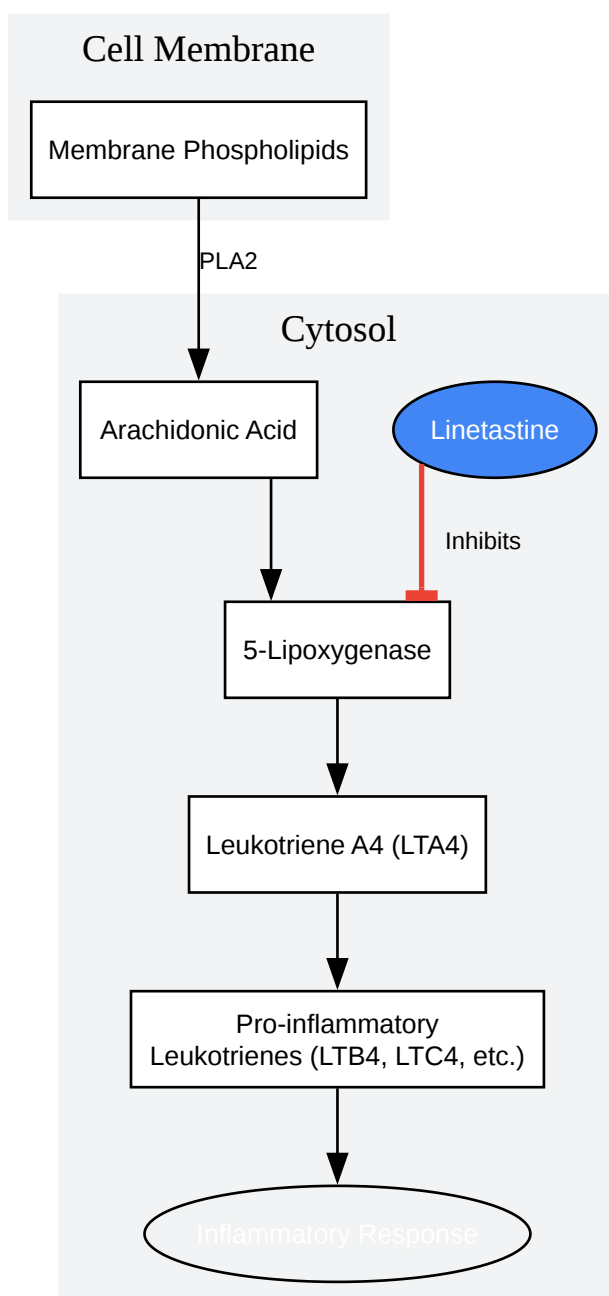 Cell Membrane
Membrane Phospholipids
PLA2
Cytosol
Arachidonic Acid
Linetastine
Inhibits
5-Lipoxygenase
Leukotriene A4 (LTA4)
Pro-inflammatory
Leukotrienes (LTB4, LTC4, etc.)
Inflammatory Response